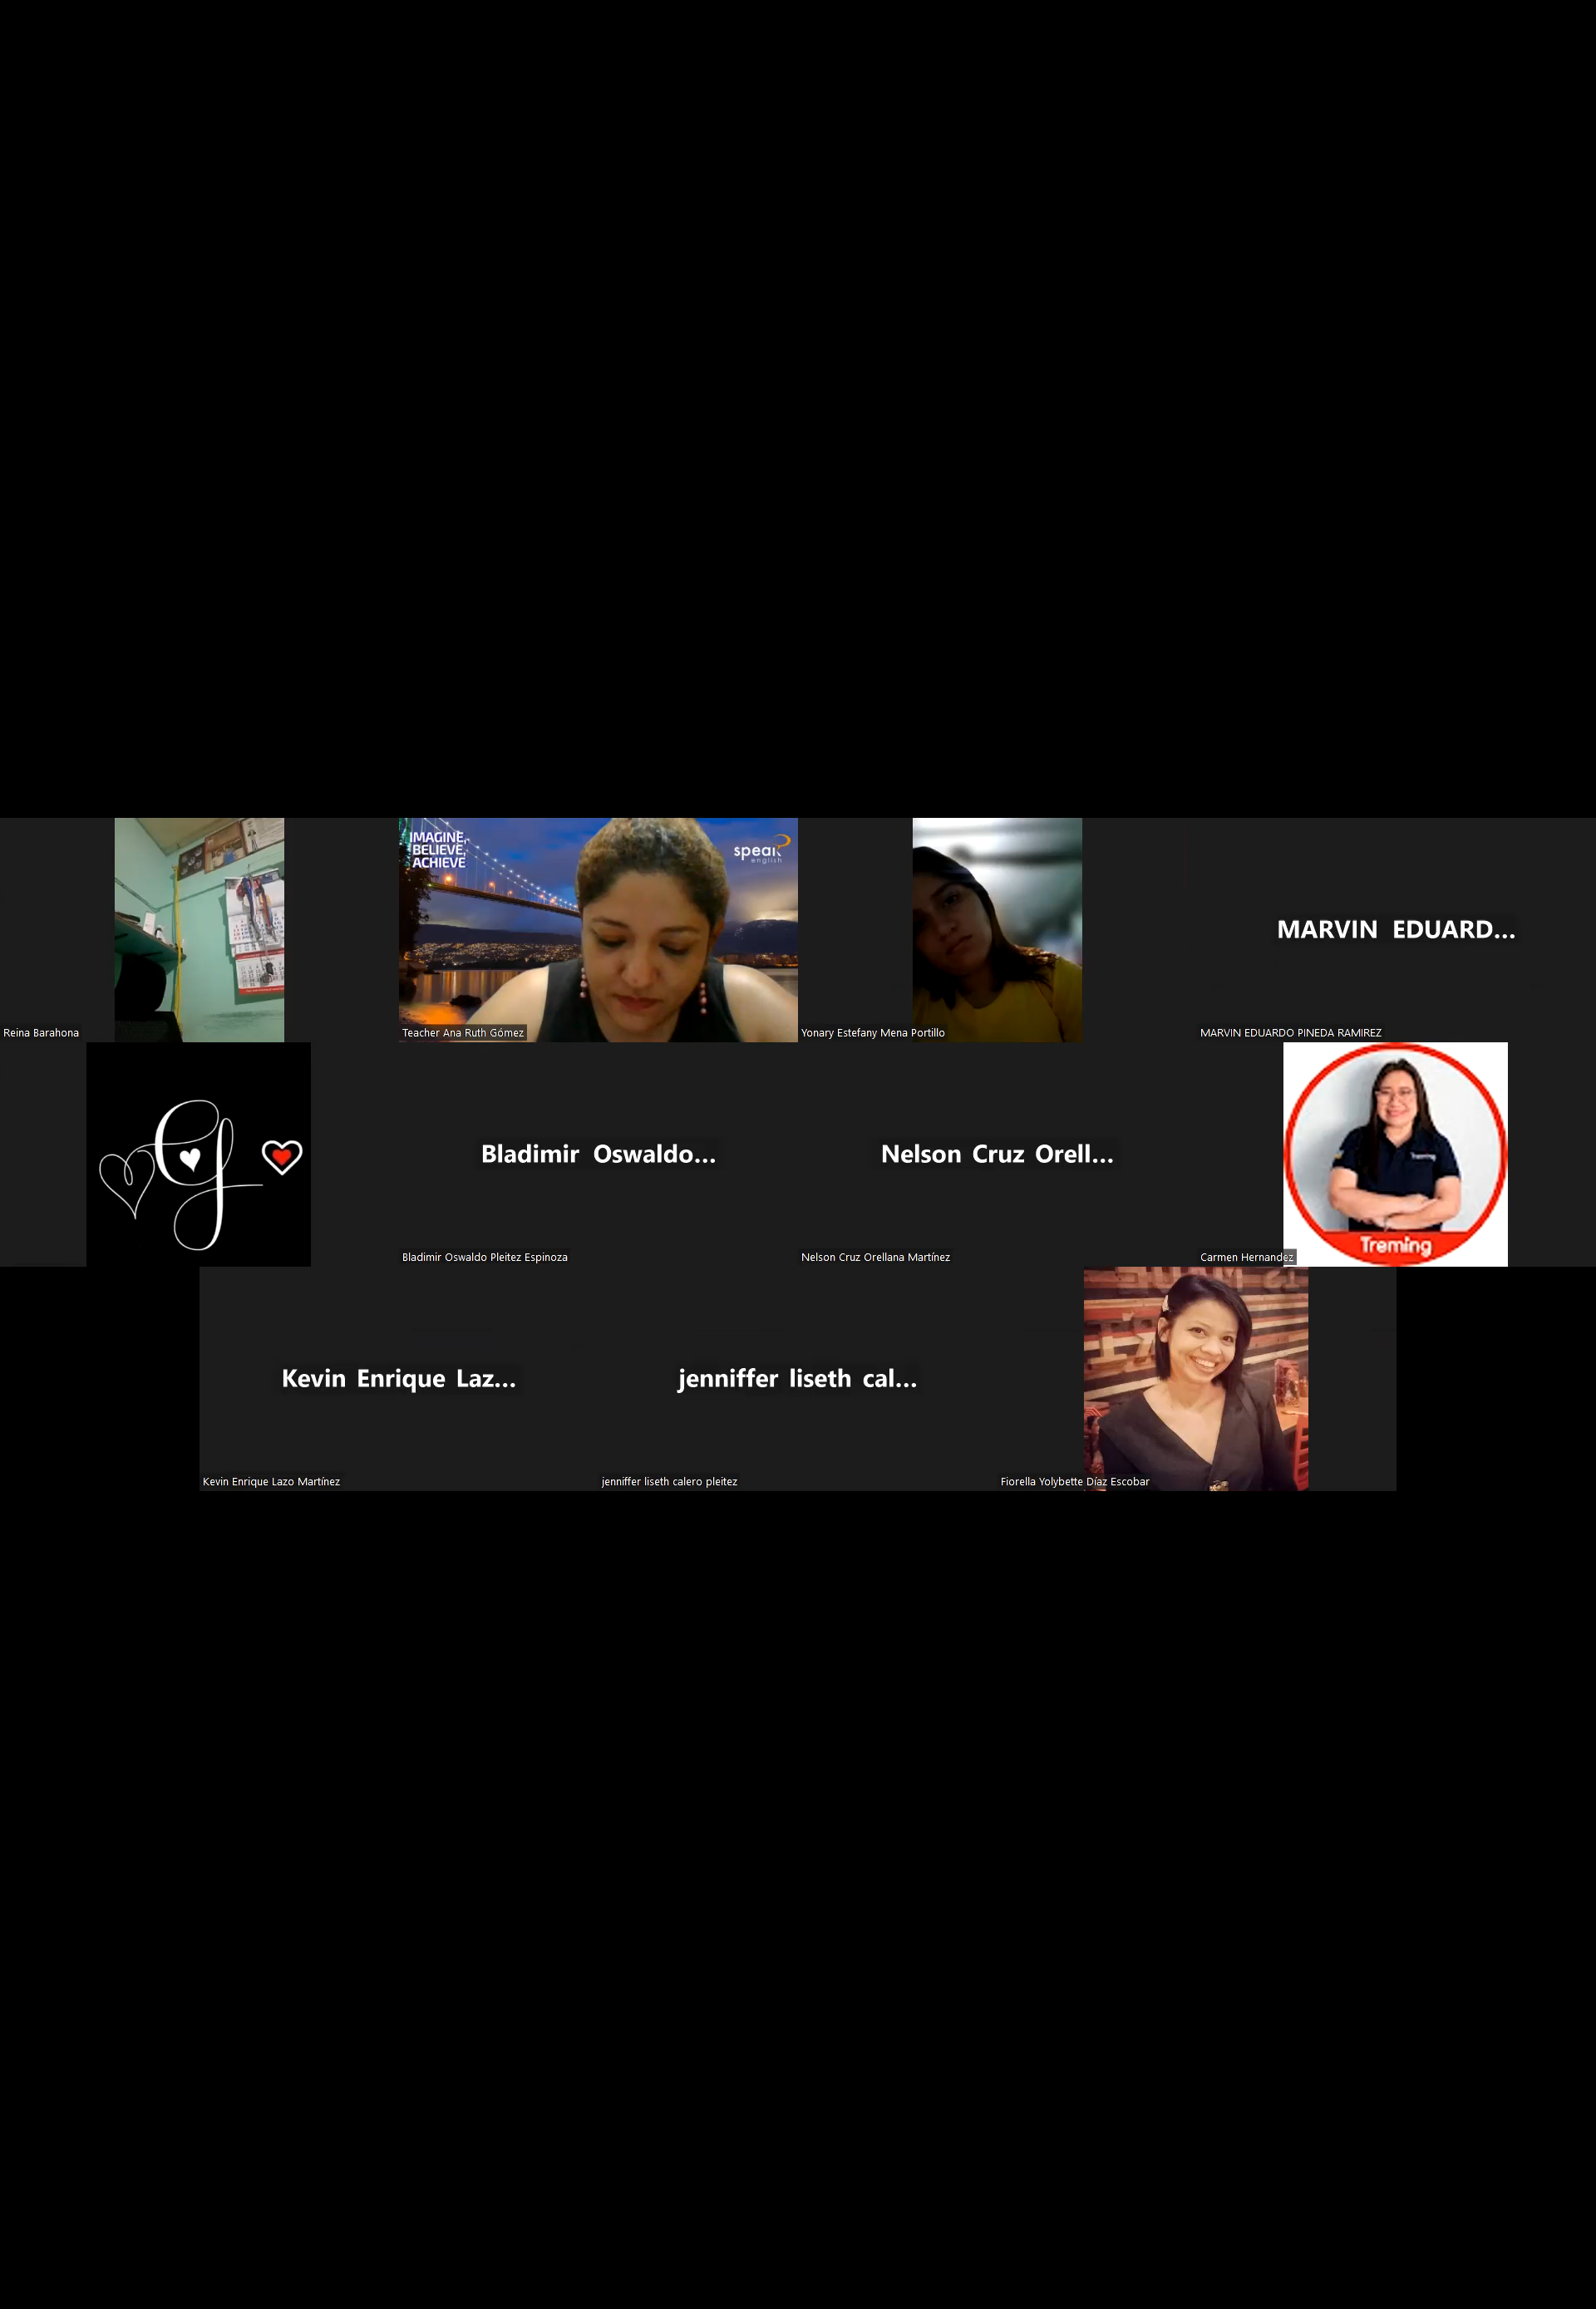 IMAGINE,
BELIEVE,
ACHIEVE
speak
english
Reina Barahona
Teacher Ana Ruth Gómez
Yonary Estefany Mena Portillo
MARVIN EDUARD...
MARVIN EDUARDO PINEDA RAMIREZ
Bladimir Oswaldo...
Bladimir Oswaldo Pleitez Espinoza
Nelson Cruz Orell...
Nelson Cruz Orellana Martínez
Treming
Treming
Carmen Hernandez
Kevin Enrique Laz...
Kevin Enrique Lazo Martínez
jenniffer liseth cal...
jenniffer liseth calero pleitez
Fiorella Yolybette Díaz Escobar